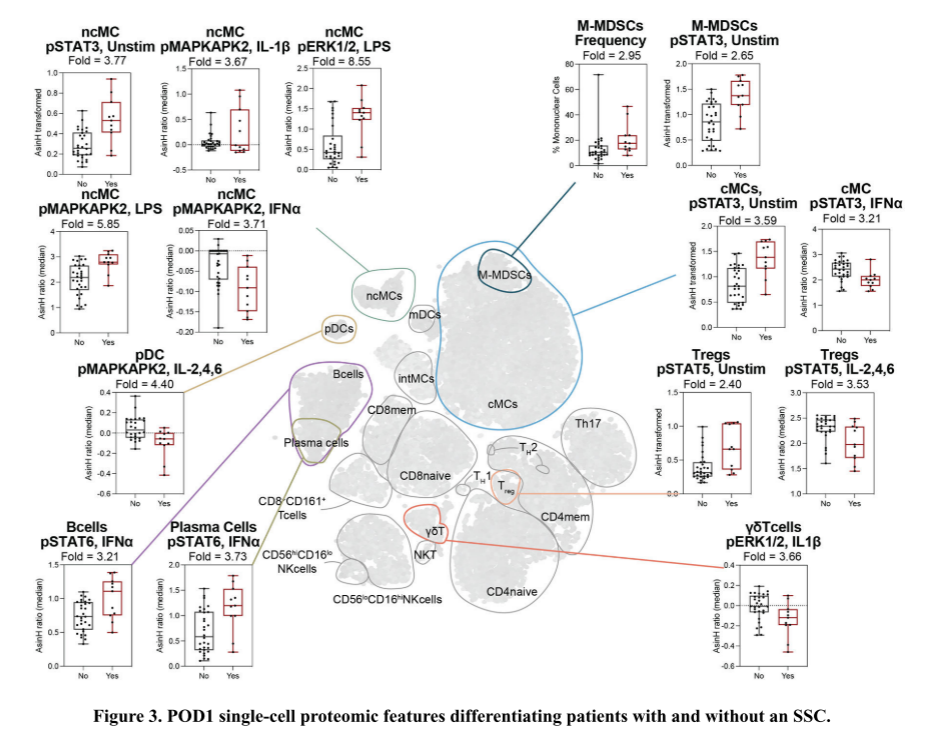 ncMC
pSTAT3, Unstim
Fold = 3.77
AsinH transformed
1.0
0.8
0.6
0.4
0.2
0.0
No Yes
ncMC
pMAPKAPK2, IL-1β
Fold = 3.67
AsinH ratio (median)
1.5
1.0
0.5
0.0
-0.5
No Yes
ncMC
pERK1/2, LPS
Fold = 8.55
AsinH ratio (median)
2.5
2.0
1.5
1.0
0.5
0.0
No Yes
M-MDSCs
Frequency
Fold = 2.95
% Mononuclear Cells
80
60
40
20
0
No Yes
M-MDSCs
pSTAT3, Unstim
Fold = 2.65
AsinH transformed
2.0
1.5
1.0
0.5
0.0
No Yes
ncMC
pMAPKAPK2, LPS
Fold = 5.85
AsinH ratio (median)
4
3
2
1
0
No Yes
ncMC
pMAPKAPK2, IFNα
Fold = 3.71
AsinH ratio (median)
0.05
0.00
-0.05
-0.10
-0.15
-0.20
No Yes
cMCs,
pSTAT3, Unstim
Fold = 3.59
AsinH transformed
2.0
1.5
1.0
0.5
0.0
No Yes
cMC
pSTAT3, IFNα
Fold = 3.21
AsinH ratio (median)
4
3
2
1
0
No Yes
pDC
pMAPKAPK2, IL-2,4,6
Fold = 4.40
AsinH ratio (median)
0.4
0.2
0.0
-0.2
-0.4
-0.6
No Yes
M-MDSCs
ncMCs
mDCs
pDCs
Bcells
intMCs
cMCs
CD8mem
Th17
Plasma cells
CD8naive
TH2
TH1
Treg
CD8+CD161+
Tcells
CD4mem
γδT
NKT
CD56hiCD16lo
NKcells
CD56loCD16hiNKcells
CD4naive
Tregs
pSTAT5, Unstim
Fold = 2.40
AsinH transformed
1.5
1.0
0.5
0.0
No Yes
Tregs
pSTAT5, IL-2,4,6
Fold = 3.53
AsinH ratio (median)
3.0
2.5
2.0
1.5
1.0
No Yes
Bcells
pSTAT6, IFNα
Fold = 3.21
AsinH ratio (median)
1.5
1.0
0.5
0.0
No Yes
Plasma Cells
pSTAT6, IFNα
Fold = 3.73
AsinH ratio (median)
2.0
1.5
1.0
0.5
0.0
No Yes
γδTcells
pERK1/2, IL1β
Fold = 3.66
AsinH ratio (median)
0.4
0.2
0.0
-0.2
-0.4
-0.6
No Yes
Figure 3. POD1 single-cell proteomic features differentiating patients with and without an SSC.